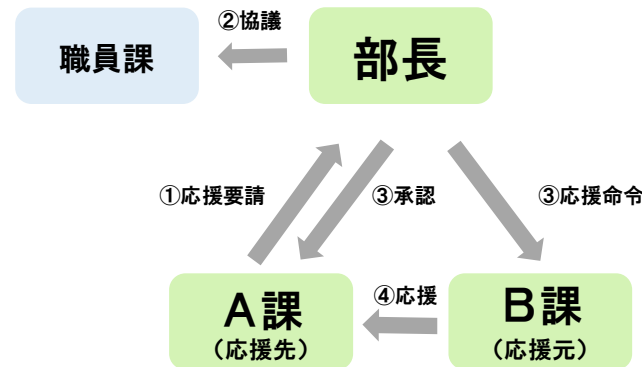 ②協議
職員課
部長
①応援要請
③承認
③応援命令
④応援
A課
(応援先)
B課
(応援元)